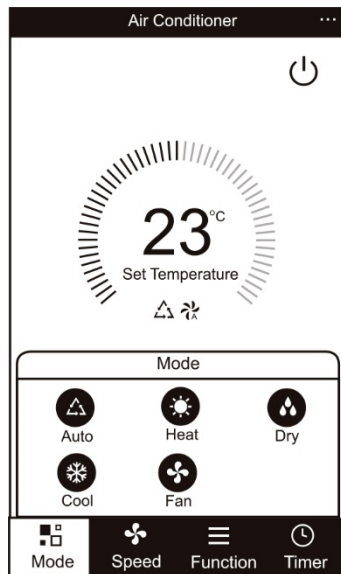 Air Conditioner ...
23°C
Set Temperature
A
Mode
Auto Heat Dry
Cool Fan
Mode Speed Function Timer